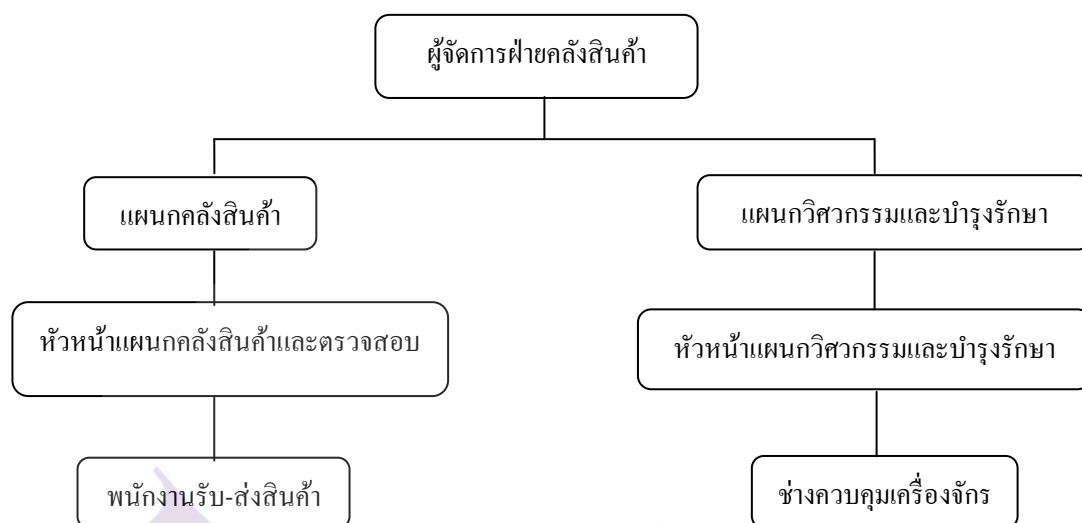 ผู้จัดการฝ่ายคลังสินค้า
แผนกคลังสินค้า
แผนกวิศวกรรมและบำรุงรักษา
หัวหน้าแผนกคลังสินค้าและตรวจสอบ
หัวหน้าแผนกวิศวกรรมและบำรุงรักษา
พนักงานรับ-ส่งสินค้า
ช่างควบคุมเครื่องจักร